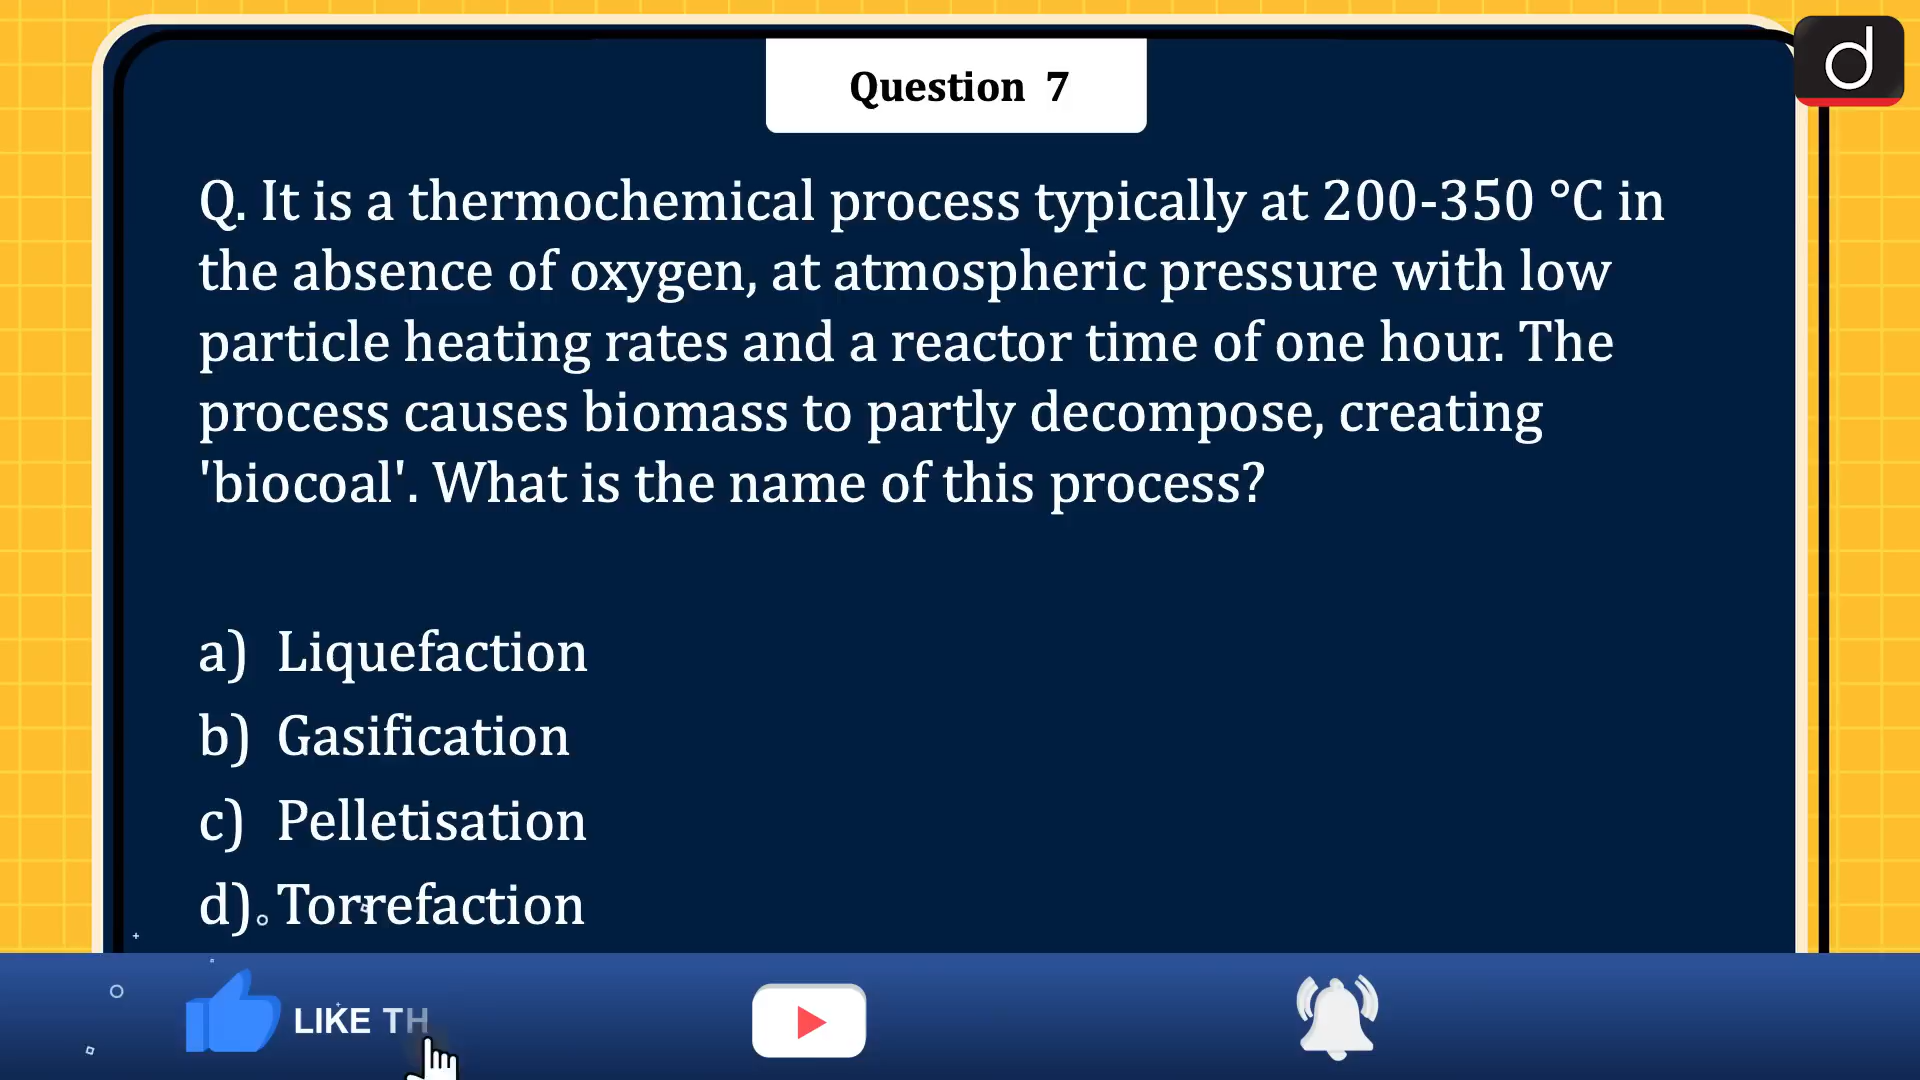 Question 7
d
Q. It is a thermochemical process typically at 200-350 °C in
the absence of oxygen, at atmospheric pressure with low
particle heating rates and a reactor time of one hour. The
process causes biomass to partly decompose, creating
'biocoal'. What is the name of this process?
a) Liquefaction
b) Gasification
c) Pelletisation
d) Torrefaction
LIKE TH